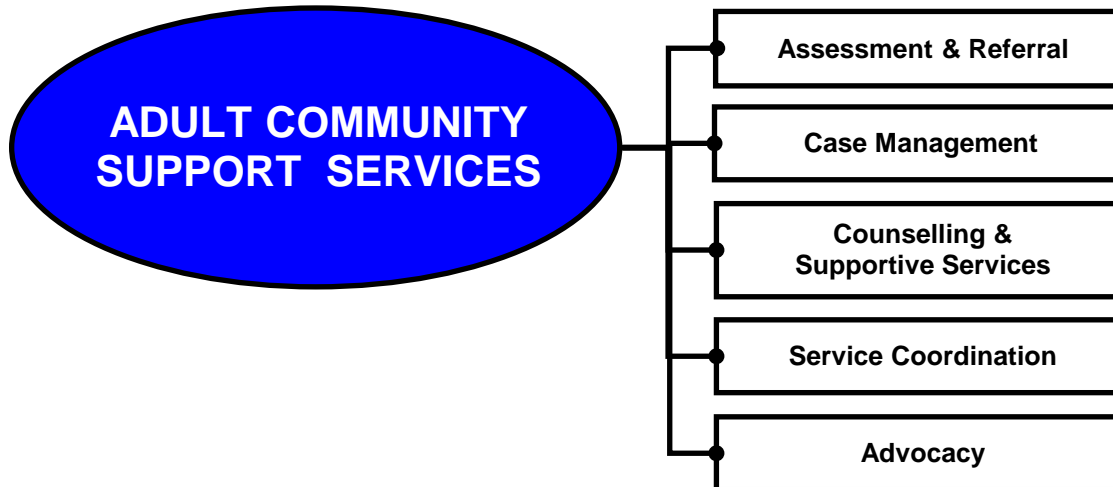 ADULT COMMUNITY
SUPPORT SERVICES
Assessment & Referral
Case Management
Counselling &
Supportive Services
Service Coordination
Advocacy